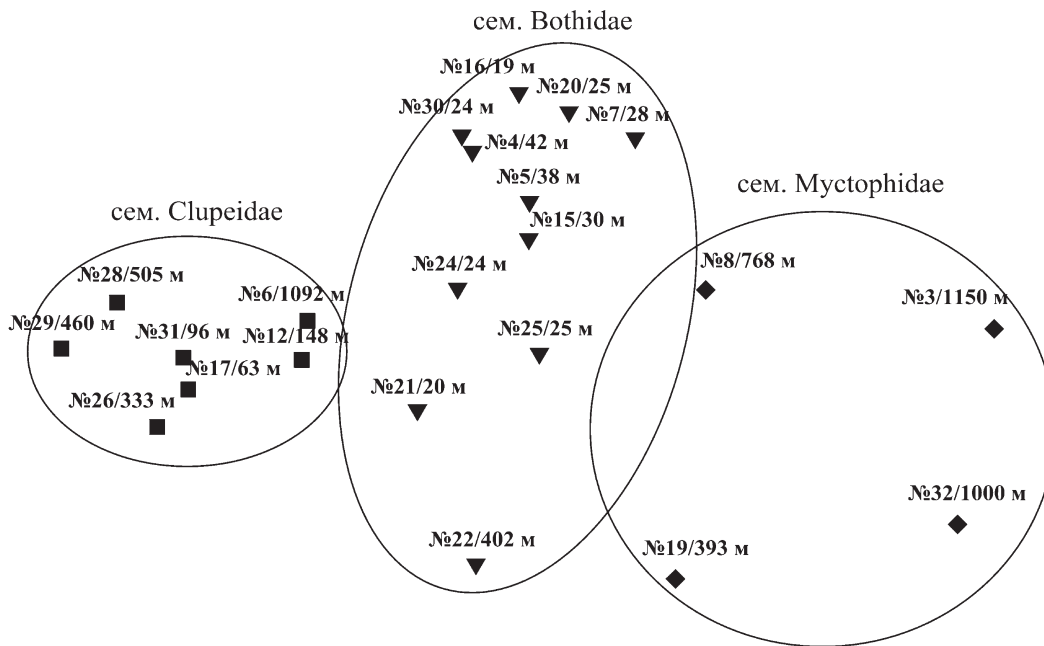 сем. Bothidae
№16/19 м
№20/25 м
№30/24 м
№7/28 м
№4/42 м
№5/38 м
№15/30 м
№24/24 м
№25/25 м
№21/20 м
№22/402 м
сем. Clupeidae
№28/505 м
№6/1092 м
№29/460 м
№31/96 м
№12/148 м
№17/63 м
№26/333 м
сем. Myctophidae
№8/768 м
№3/1150 м
№32/1000 м
№19/393 м